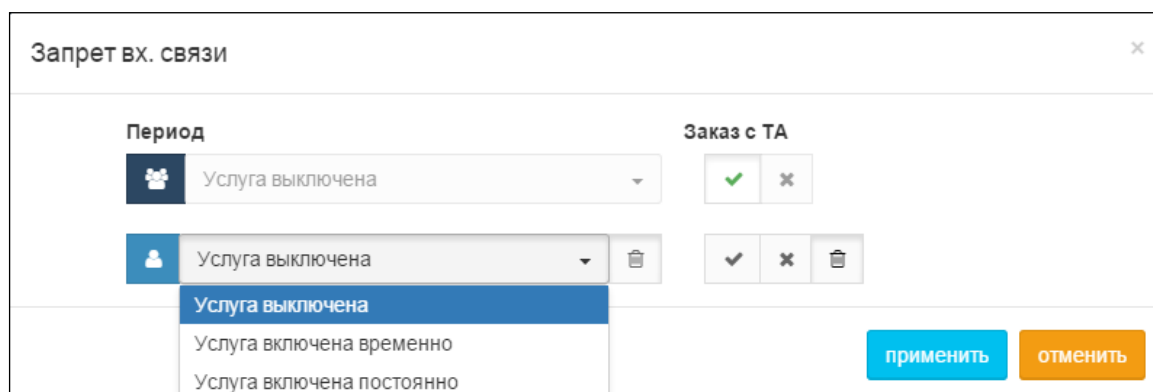 Запрет вх. связи
Период Заказ с ТА
Услуга выключена
Услуга выключена
Услуга выключена
Услуга включена временно
Услуга включена постоянно
применить отменить